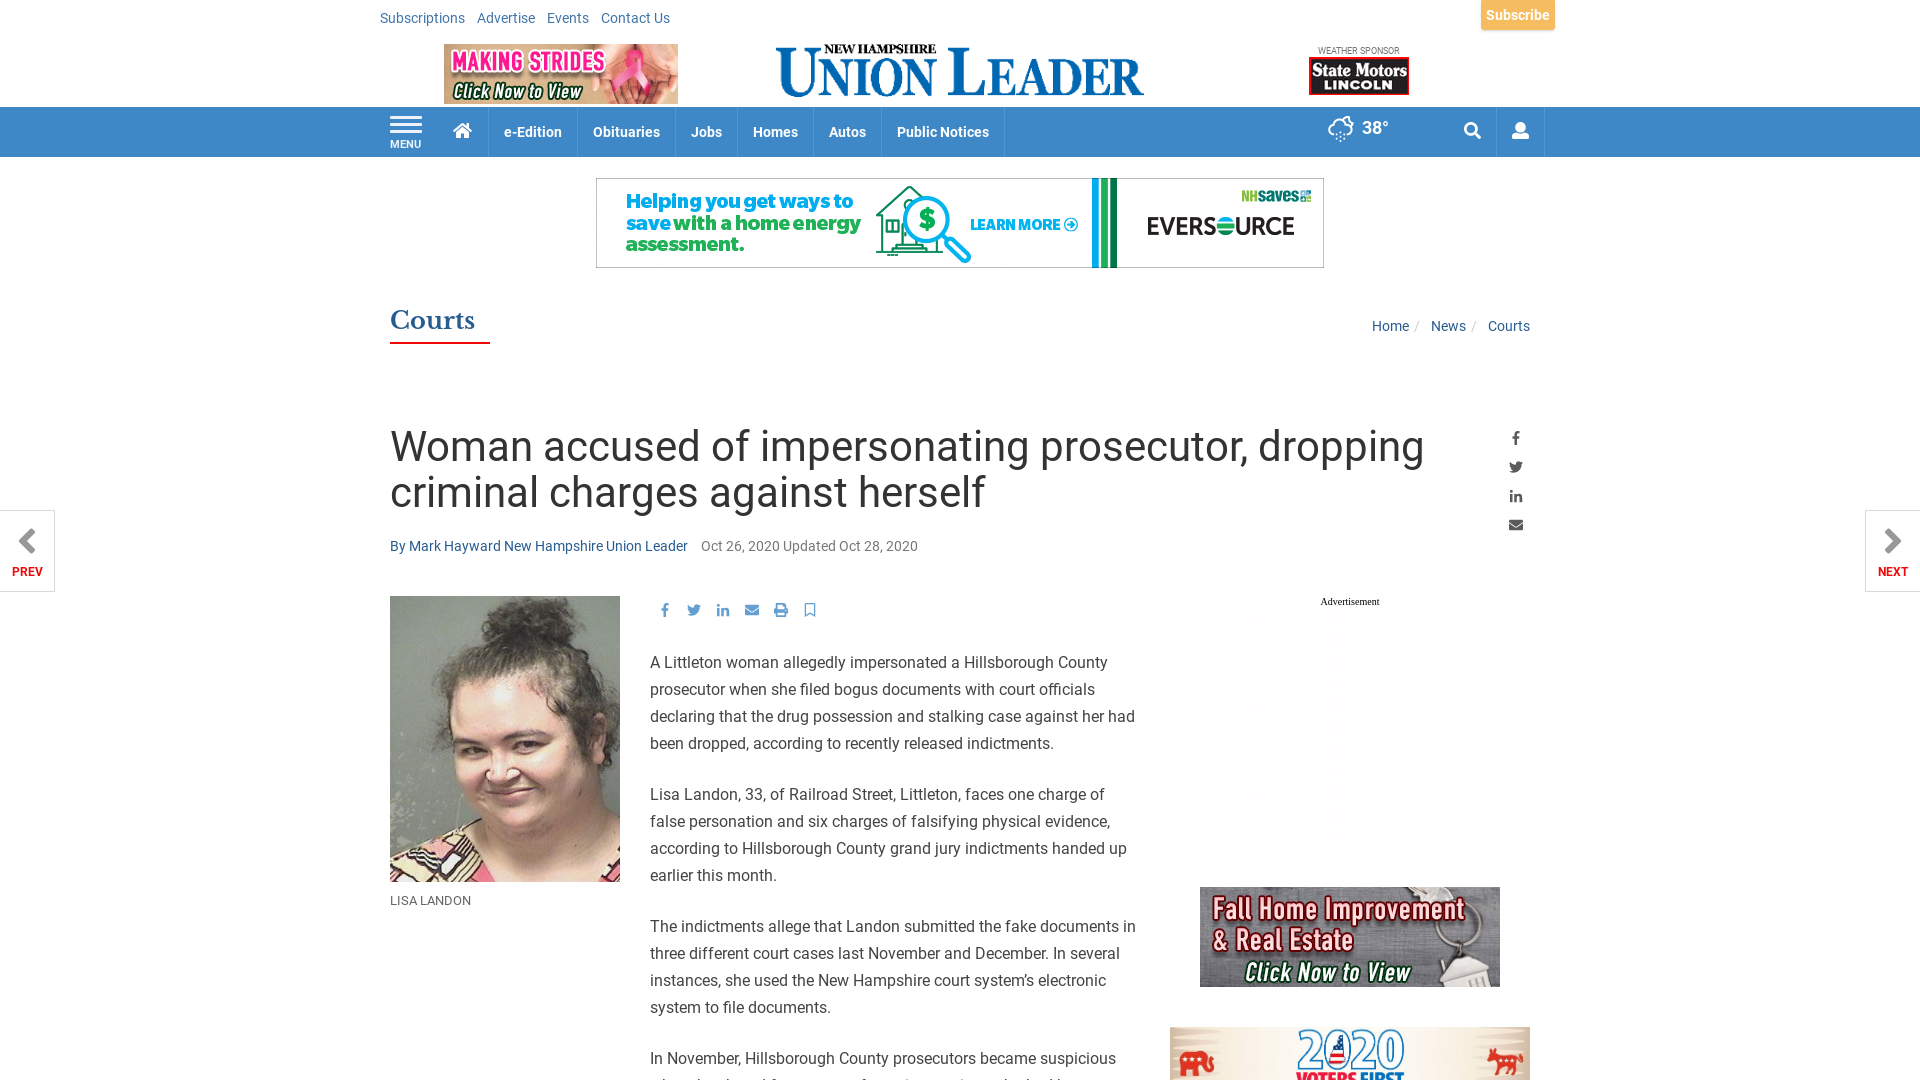 Subscriptions Advertise Events Contact Us
Subscribe
MAKING STRIDES
Click Now to View
NEW HAMPSHIRE
UNION LEADER
WEATHER SPONSOR
State Motors
LINCOLN
MENU
e-Edition Obituaries Jobs Homes Autos Public Notices
38°
Helping you get ways to
save with a home energy
assessment.
$
LEARN MORE
NHsaves
EVERSOURCE
Courts
Home / News / Courts
Woman accused of impersonating prosecutor, dropping
criminal charges against herself
By Mark Hayward New Hampshire Union Leader Oct 26, 2020 Updated Oct 28, 2020
PREV
NEXT
LISA LANDON
A Littleton woman allegedly impersonated a Hillsborough County
prosecutor when she filed bogus documents with court officials
declaring that the drug possession and stalking case against her had
been dropped, according to recently released indictments.
Lisa Landon, 33, of Railroad Street, Littleton, faces one charge of
false personation and six charges of falsifying physical evidence,
according to Hillsborough County grand jury indictments handed up
earlier this month.
The indictments allege that Landon submitted the fake documents in
three different court cases last November and December. In several
instances, she used the New Hampshire court system’s electronic
system to file documents.
In November, Hillsborough County prosecutors became suspicious
Advertisement
Fall Home Improvement
& Real Estate
Click Now to View
2020
VOTERS FIRST